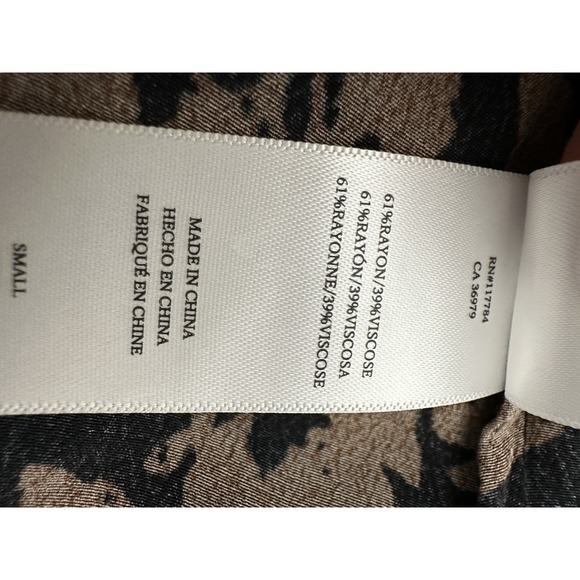 RN#117784
CA 36979
61%RAYON/39%VISCOSE
61%RAYÓN/39%VISCOSA
61%RAYONNE/39%VISCOSE
MADE IN CHINA
HECHO EN CHINA
FABRIQUÉ EN CHINE
SMALL